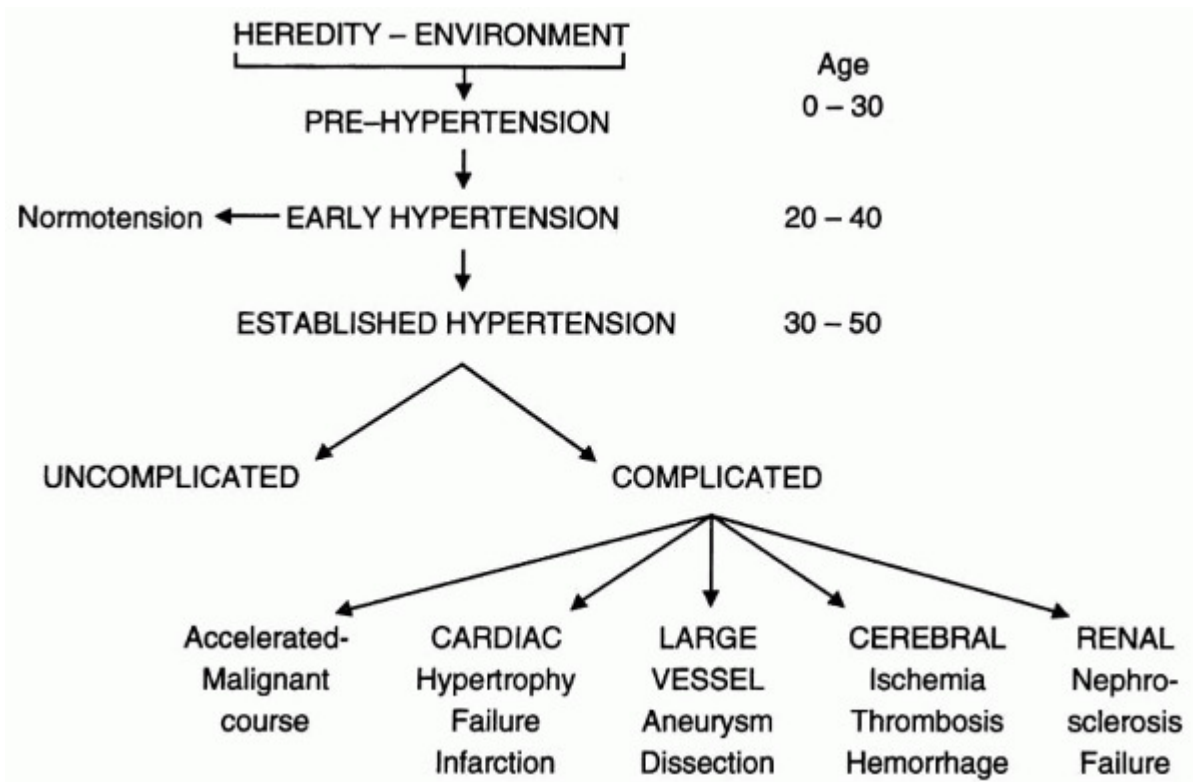 HEREDITY – ENVIRONMENT
Age
PRE–HYPERTENSION 0 – 30
Normotension EARLY HYPERTENSION 20 – 40
ESTABLISHED HYPERTENSION 30 – 50
UNCOMPLICATED COMPLICATED
Accelerated-
Malignant
course
CARDIAC
Hypertrophy
Failure
Infarction
LARGE
VESSEL
Aneurysm
Dissection
CEREBRAL
Ischemia
Thrombosis
Hemorrhage
RENAL
Nephro-
sclerosis
Failure